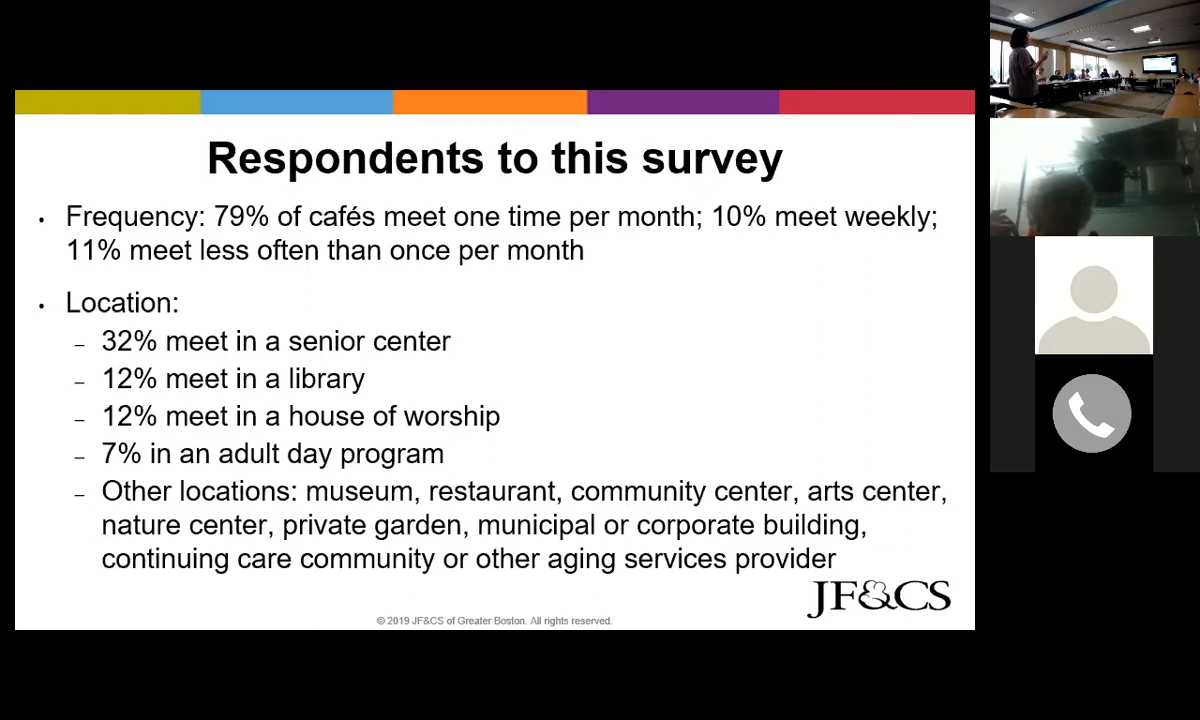 Respondents to this survey
• Frequency: 79% of cafés meet one time per month; 10% meet weekly;
11% meet less often than once per month
• Location:
– 32% meet in a senior center
– 12% meet in a library
– 12% meet in a house of worship
– 7% in an adult day program
– Other locations: museum, restaurant, community center, arts center,
nature center, private garden, municipal or corporate building,
continuing care community or other aging services provider
JF&CS
© 2019 JF&CS of Greater Boston. All rights reserved.